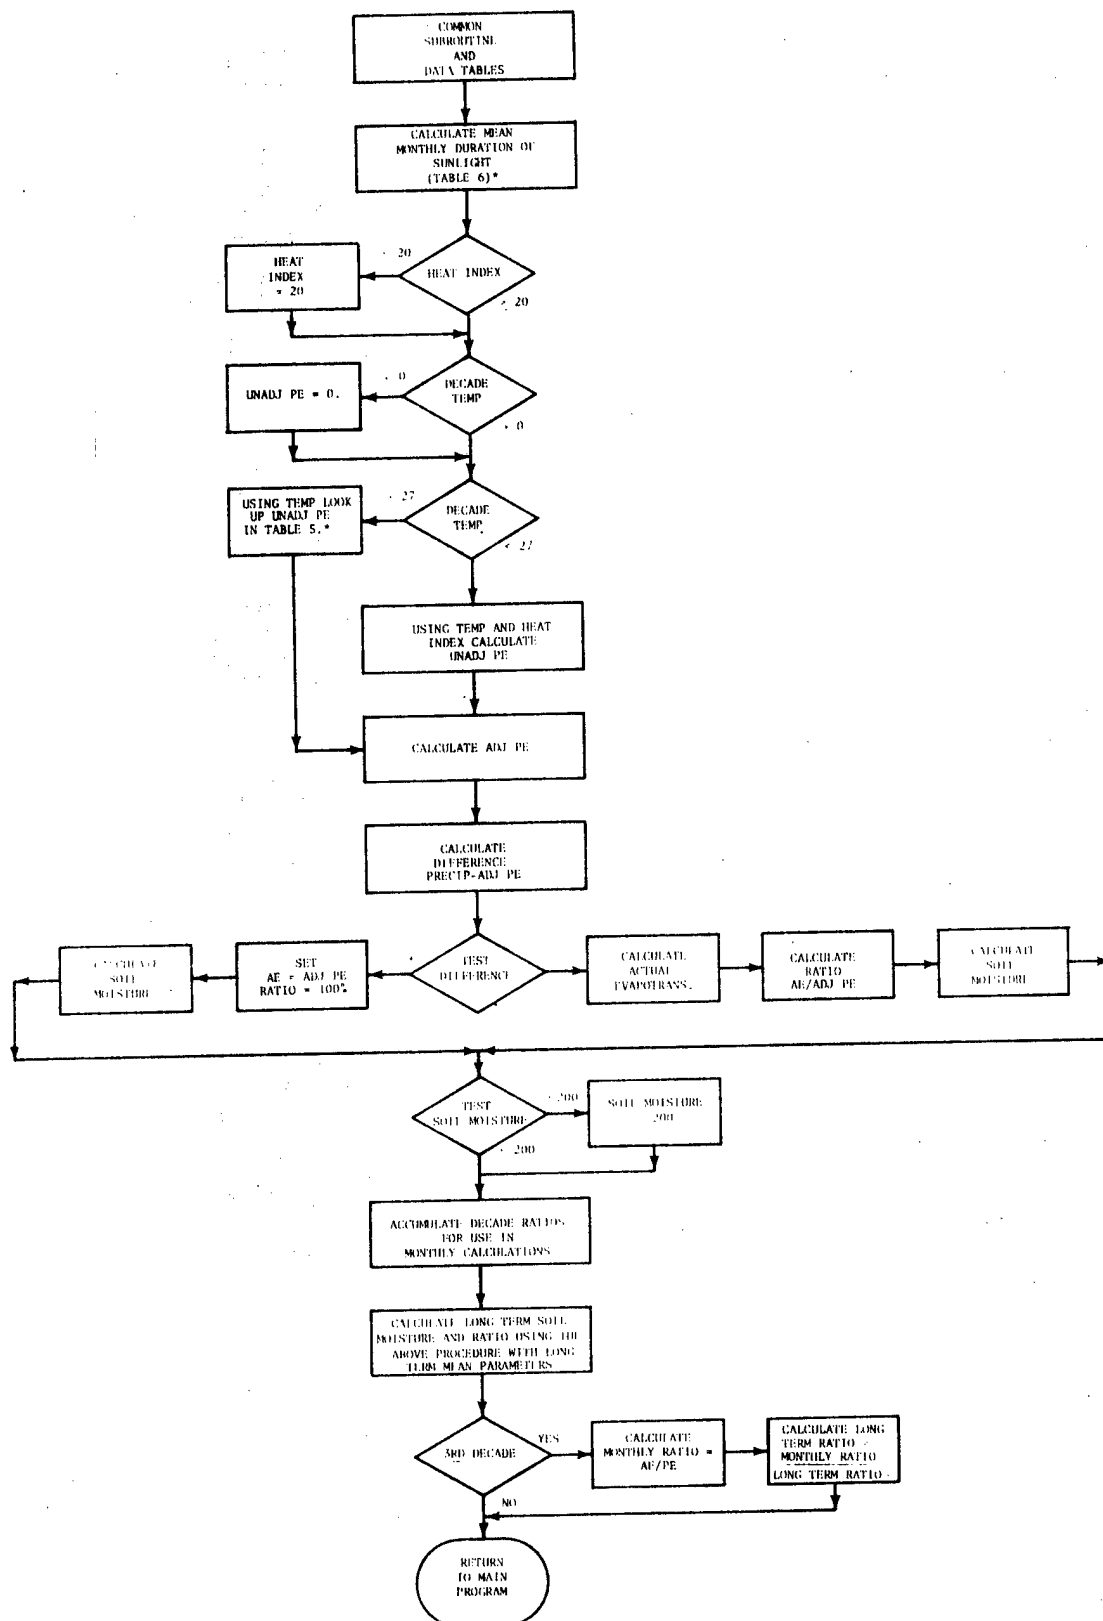 COMMON
SUBROUTINE
AND
DATA TABLES
CALCULATE MEAN
MONTHLY DURATION OF
SUNLIGHT
(TABLE 6)*
HEAT
INDEX
= 20
20
HEAT INDEX
20
UNADJ PE = 0.
0
DECADE
TEMP
0
USING TEMP LOOK
UP UNADJ PE
IN TABLE 5.*
27
DECADE
TEMP.
< 27
USING TEMP AND HEAT
INDEX CALCULATE
UNADJ PE
CALCULATE ADJ PE
CALCULATE
DIFFERENCE
PRECIP-ADJ PE
CALCULATE
SOIL
MOISTURE
SET
AE = ADJ PE
RATIO = 100%
TEST
DIFFERENCE
CALCULATE
ACTUAL
EVAPOTRANS.
CALCULATE
RATIO
AE/ADJ PE
CALCULATE
SOIL
MOISTURE
TEST
SOIL MOISTURE
200
SOIL MOISTURE
200
< 200
ACCUMULATE DECADE RATIOS
FOR USE IN
MONTHLY CALCULATIONS
CALCULATE LONG TERM SOIL
MOISTURE AND RATIO USING THE
ABOVE PROCEDURE WITH LONG
TERM MEAN PARAMETERS
3RD DECADE
YES
CALCULATE
MONTHLY RATIO =
AE/PE
CALCULATE LONG
TERM RATIO
MONTHLY RATIO
LONG TERM RATIO
NO
RETURN
TO MAIN
PROGRAM